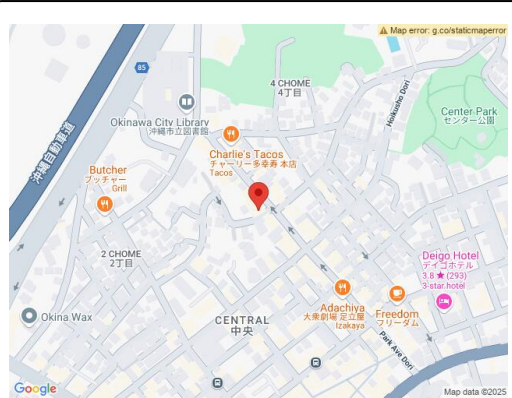 Map error: g.co/staticmaperror
85
4 CHOME
4丁目
Hoikusho Dori
Okinawa City Library
沖縄市立図書館
Center Park
センター公園
沖縄自動車道
Charlie's Tacos
チャーリー多幸寿 本店
Tacos
Butcher
ブッチャー
Grill
2 CHOME
2丁目
Deigo Hotel
デイゴホテル
3.8 ★ (293)
3-star hotel
Okina Wax
CENTRAL
中央
Adachiya
大衆劇場 足立屋
Izakaya
Freedom
フリーダム
Park Ave Dori
Google
Map data ©2025